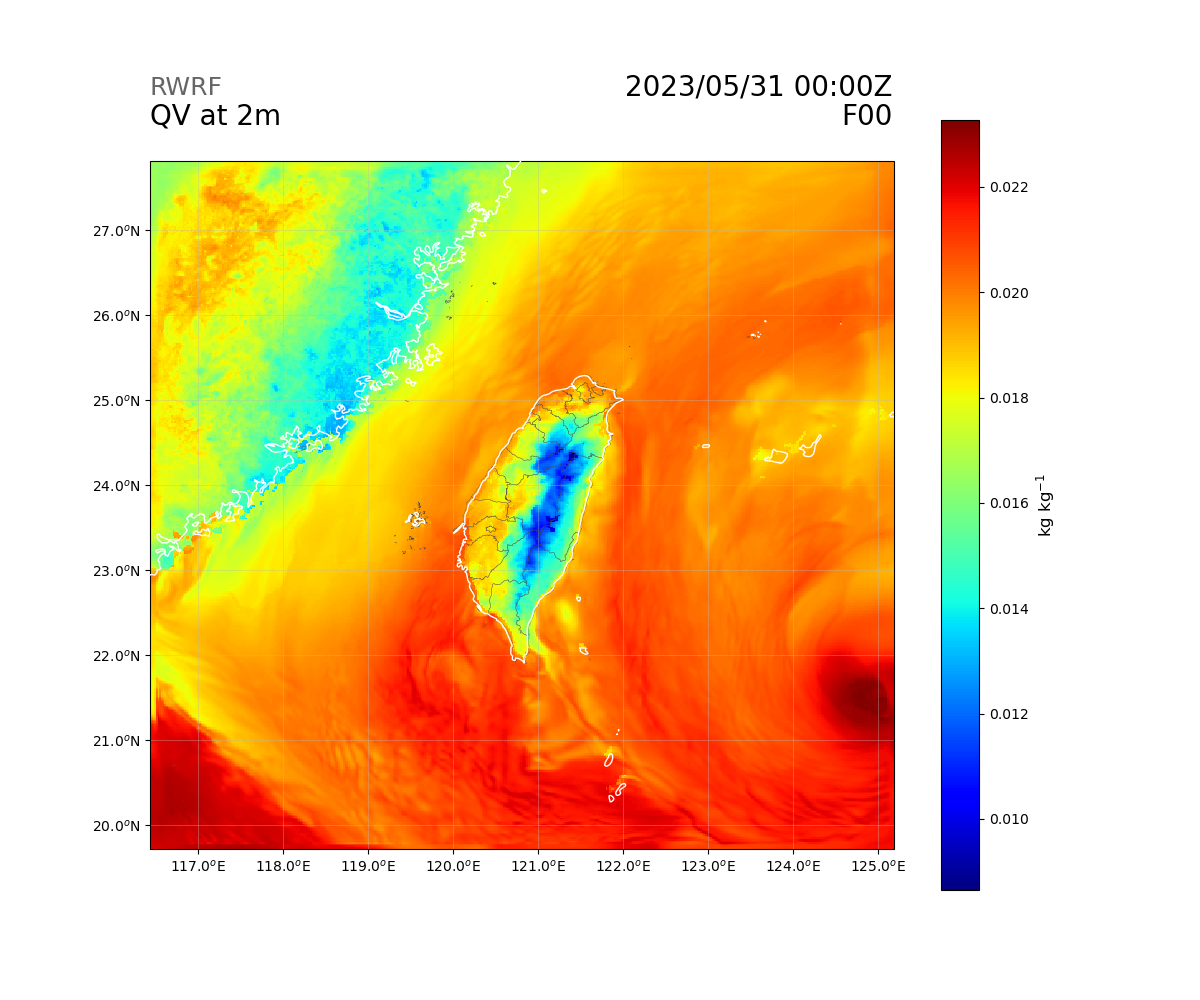 RWRF
QV at 2m
2023/05/31 00:00Z
F00
27.0°N
26.0°N
25.0°N
24.0°N
23.0°N
22.0°N
21.0°N
20.0°N
117.0°E
118.0°E
119.0°E
120.0°E
121.0°E
122.0°E
123.0°E
124.0°E
125.0°E
0.022
0.020
0.018
0.016
0.014
0.012
0.010
kg kg⁻¹